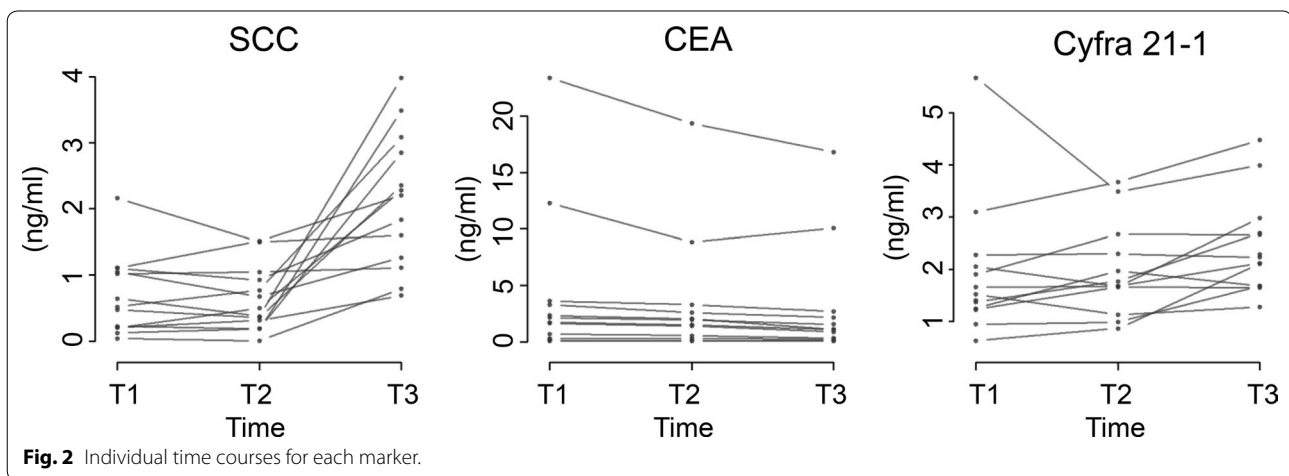 SCC
CEA
Cyfra 21-1
(ng/ml)
0
1
2
3
4
T1
T2
T3
Time
(ng/ml)
0
5
10
15
20
T1
T2
T3
Time
(ng/ml)
1
2
3
4
5
T1
T2
T3
Time
Fig. 2 Individual time courses for each marker.